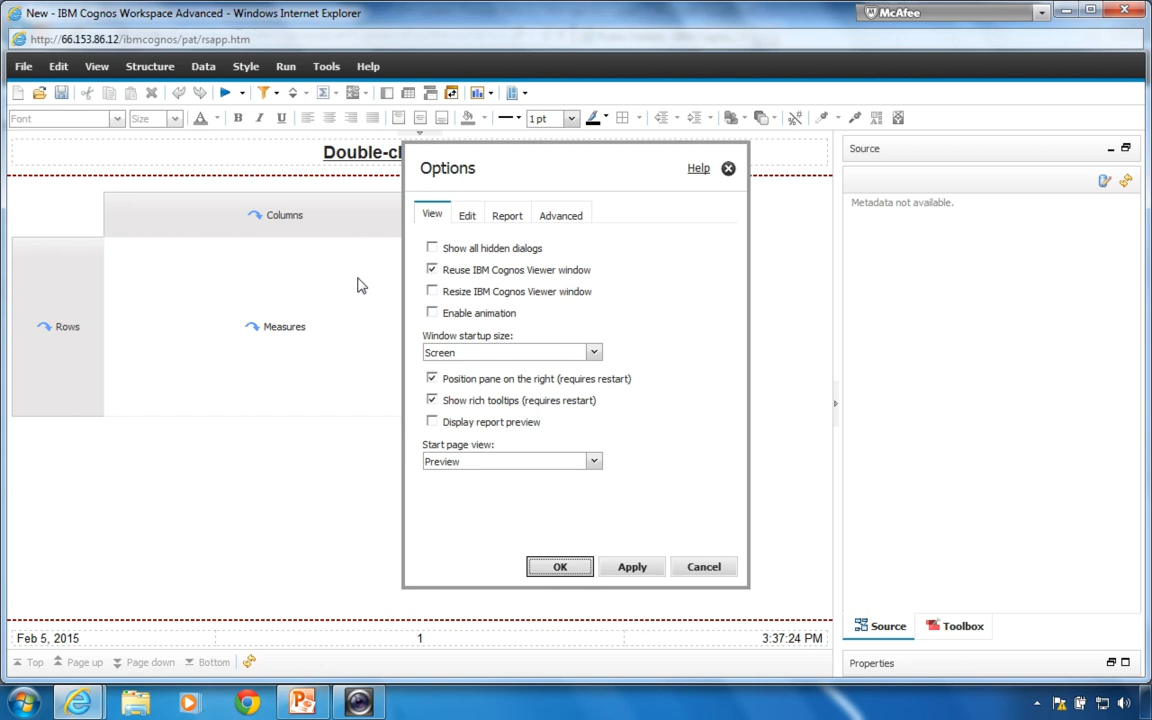 New - IBM Cognos Workspace Advanced - Windows Internet Explorer
McAfee
http://66.153.86.12/ibmcognos/pat/rsapp.htm
File Edit View Structure Data Style Run Tools Help
Font Size 1 pt
Double-cl
Options Help
View Edit Report Advanced
Show all hidden dialogs
Reuse IBM Cognos Viewer window
Resize IBM Cognos Viewer window
Enable animation
Window startup size:
Screen
Position pane on the right (requires restart)
Show rich tooltips (requires restart)
Display report preview
Start page view:
Preview
OK Apply Cancel
Columns
Rows
Measures
Source
Metadata not available.
Source Toolbox
Properties
Feb 5, 2015 1 3:37:24 PM
Top Page up Page down Bottom